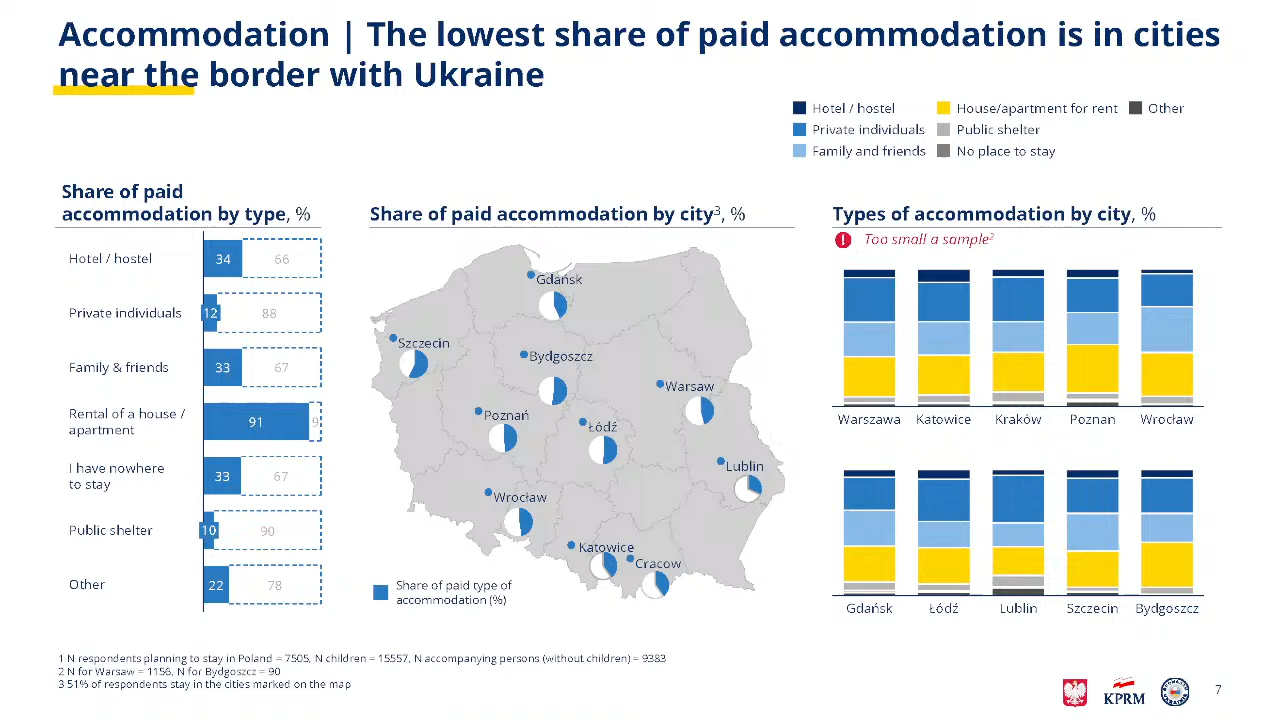 Accommodation | The lowest share of paid accommodation is in cities
near the border with Ukraine
Hotel / hostel
House/apartment for rent
Other
Private individuals
Public shelter
Family and friends
No place to stay
Share of paid
accommodation by type, %
Hotel / hostel
34
66
Private individuals
12
88
Family & friends
33
67
Rental of a house /
apartment
91
9
I have nowhere
to stay
33
67
Public shelter
10
90
Other
22
78
Share of paid accommodation by city3, %
Gdańsk
Szczecin
Bydgoszcz
Warsaw
Poznań
Łódź
Lublin
Wrocław
Katowice
Cracow
Share of paid type of
accommodation (%)
Types of accommodation by city, %
! Too small a sample2
Warszawa Katowice Kraków Poznan Wrocław
Gdańsk Łódź Lublin Szczecin Bydgoszcz
1 N respondents planning to stay in Poland = 7505, N children = 15557, N accompanying persons (without children) = 9383
2 N for Warsaw = 1156, N for Bydgoszcz = 90
3 51% of respondents stay in the cities marked on the map
KPRM
7